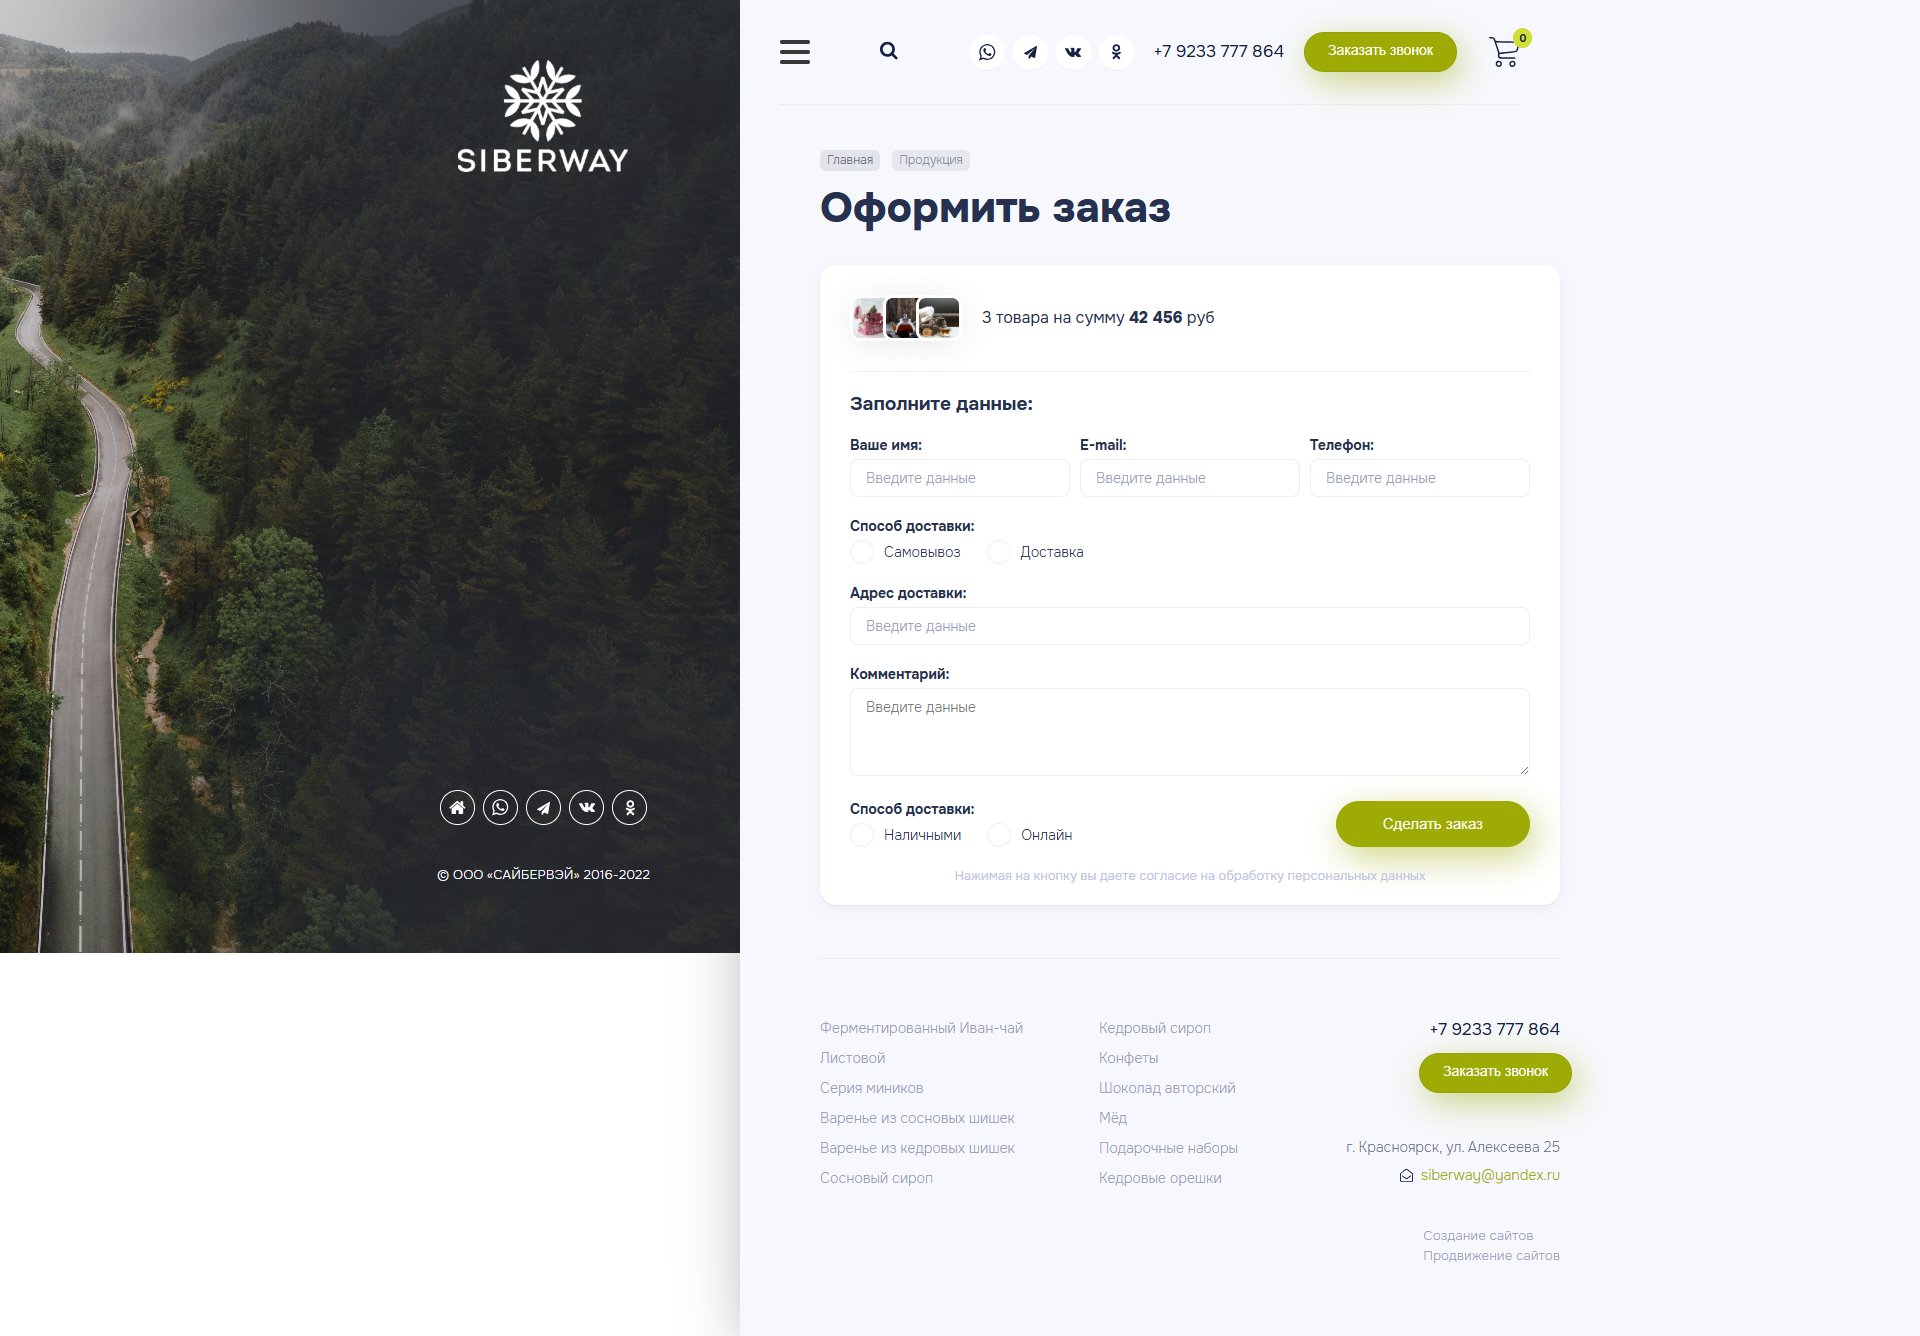 SIBERWAY
© ООО «САЙБЕРВЭЙ» 2016-2022
+7 9233 777 864
Заказать звонок
0
Главная
Продукция
Оформить заказ
3 товара на сумму 42 456 руб
Заполните данные:
Ваше имя:
E-mail:
Телефон:
Введите данные
Введите данные
Введите данные
Способ доставки:
Самовывоз
Доставка
Адрес доставки:
Введите данные
Комментарий:
Введите данные
Способ доставки:
Наличными
Онлайн
Сделать заказ
Нажимая на кнопку вы даете согласие на обработку персональных данных
Ферментированный Иван-чай
Листовой
Серия миников
Варенье из сосновых шишек
Варенье из кедровых шишек
Сосновый сироп
Кедровый сироп
Конфеты
Шоколад авторский
Мёд
Подарочные наборы
Кедровые орешки
+7 9233 777 864
Заказать звонок
г. Красноярск, ул. Алексеева 25
siberway@yandex.ru
Создание сайтов
Продвижение сайтов